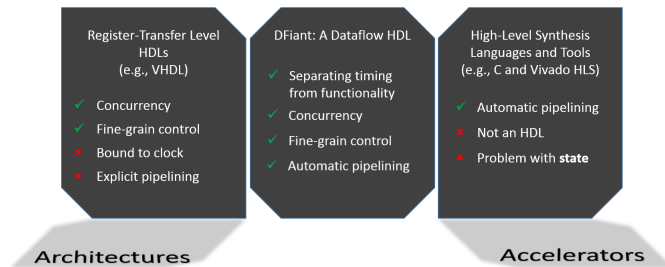 Register-Transfer Level
HDLs
(e.g., VHDL)
✓ Concurrency
✓ Fine-grain control
✖ Bound to clock
✖ Explicit pipelining
DFiant: A Dataflow HDL
✓ Separating timing
from functionality
✓ Concurrency
✓ Fine-grain control
✓ Automatic pipelining
High-Level Synthesis
Languages and Tools
(e.g., C and Vivado HLS)
✓ Automatic pipelining
✖ Not an HDL
✖ Problem with state
Architectures
Accelerators